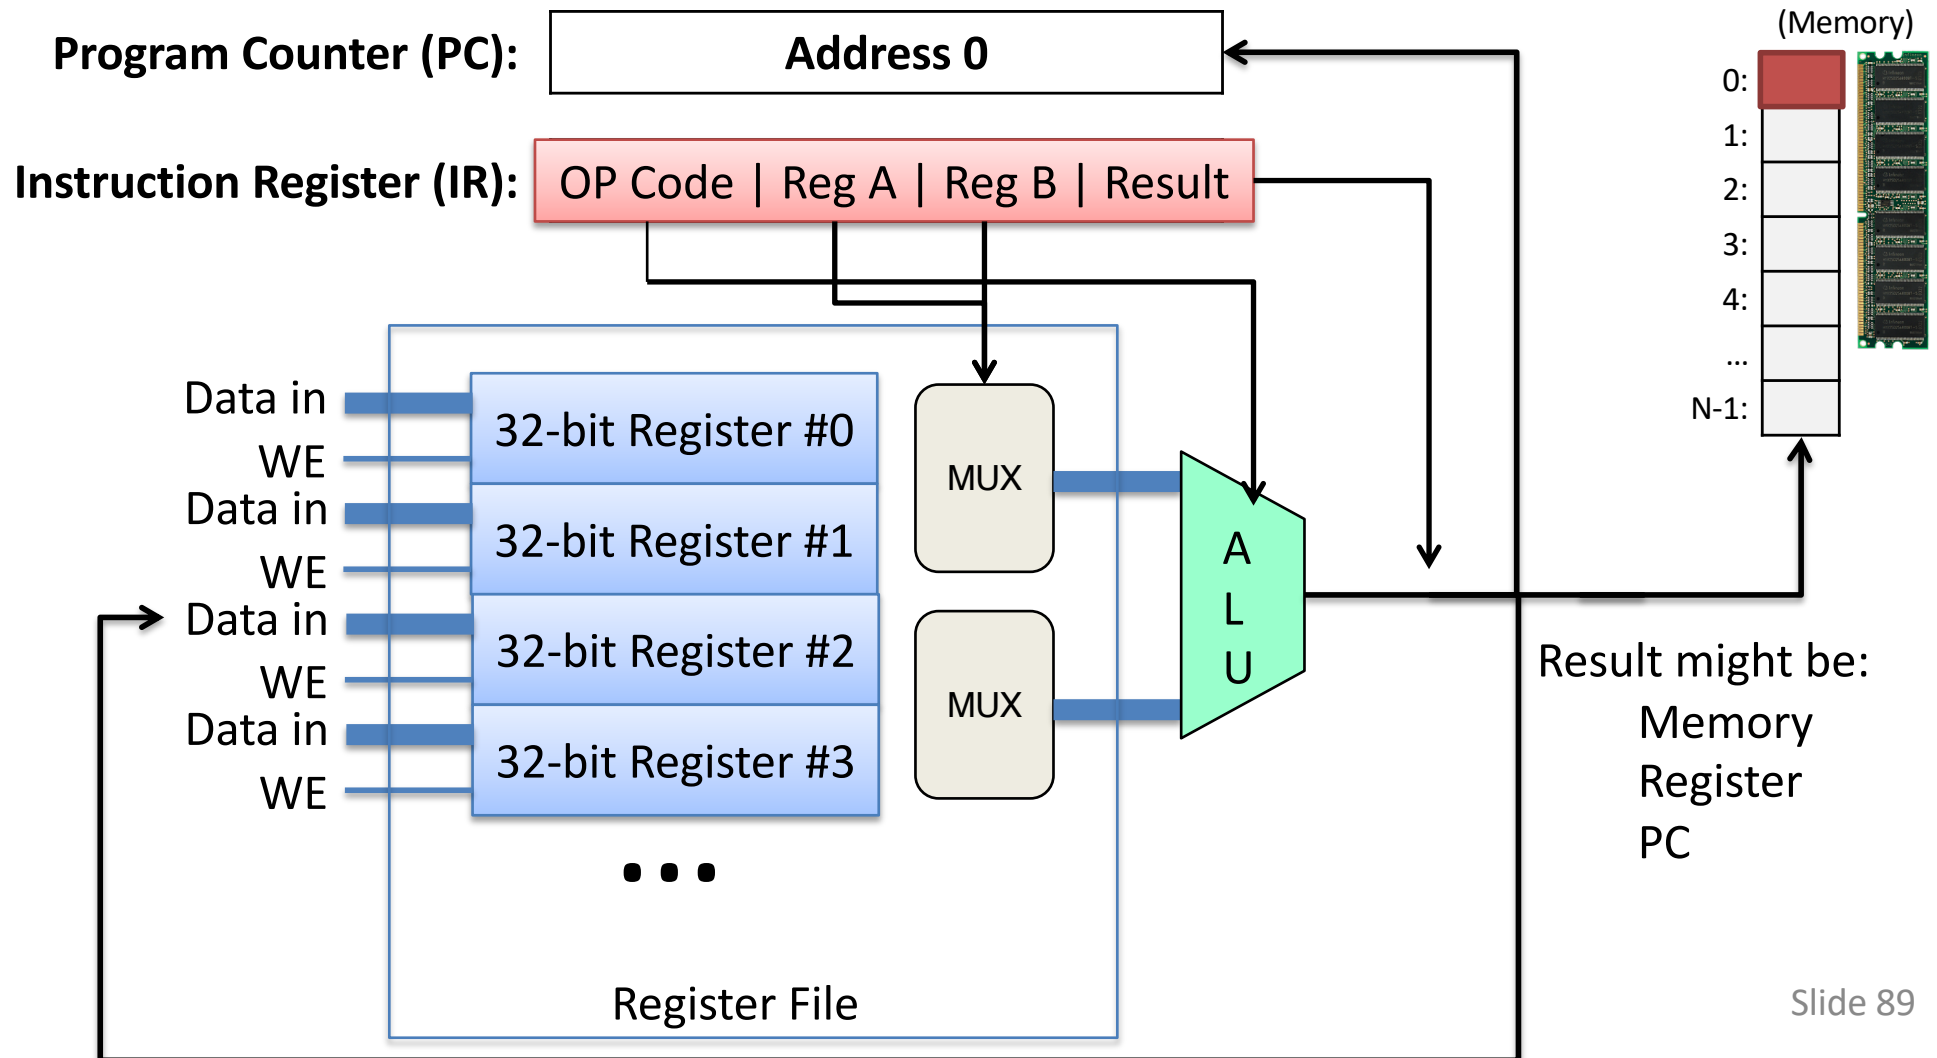 (Memory)
Program Counter (PC):
Address 0
0:
1:
2:
3:
4:
...
N-1:
Instruction Register (IR):
OP Code | Reg A | Reg B | Result
Data in
WE
Data in
WE
Data in
WE
Data in
WE
32-bit Register #0
32-bit Register #1
32-bit Register #2
32-bit Register #3
...
MUX
MUX
A
L
U
Result might be:
Memory
Register
PC
Register File
Slide 89